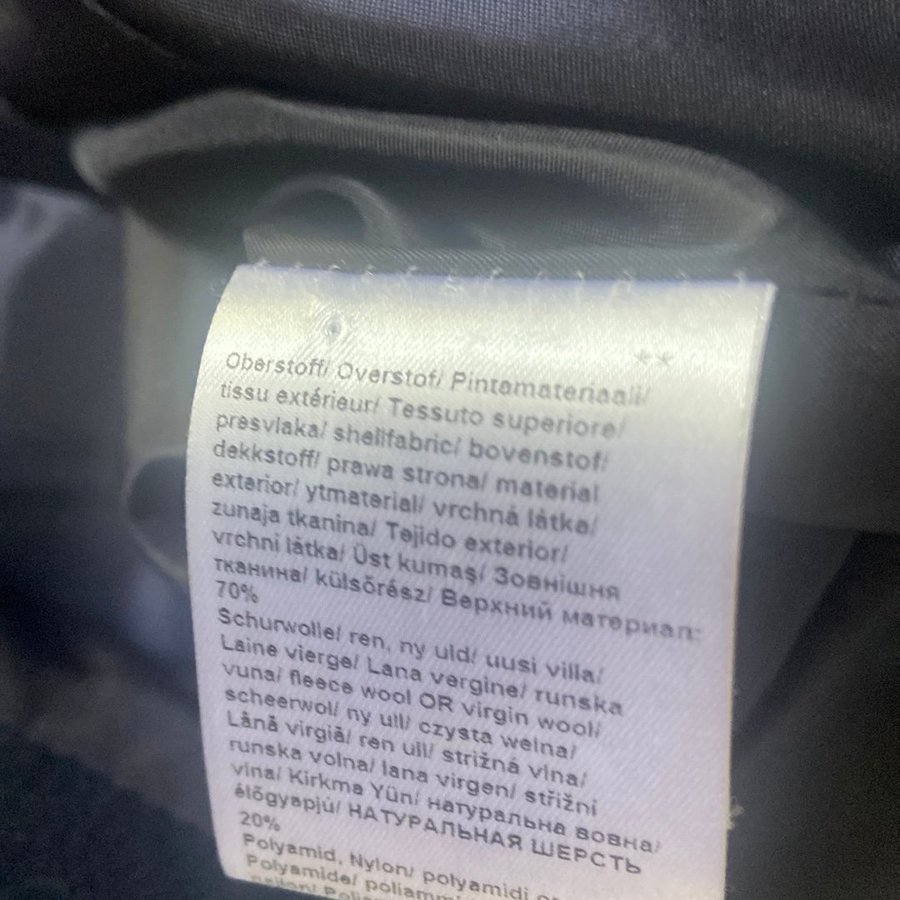 **
Oberstoff/ Overstof/ Pintamateriaali/
tissu extérieur/ Tessuto superiore/
presvlaka/ shellfabric/ bovenstof/
dekkstoff/ prawa strona/ material
exterior/ ytmaterial/ vrchná látka/
zunaja tkanina/ Tejido exterior/
vrchní látka/ Üst kumaş/ Зовнішня
тканина/ külsőrész/ Верхний материал:
70%
Schurwolle/ ren, ny uld/ uusi villa/
Laine vierge/ Lana vergine/ runska
vuna/ fleece wool OR virgin wool/
scheerwol/ ny ull/ czysta wełna/
Lână virgiă/ ren ull/ strižná vlna/
runska volna/ lana virgen/ střižní
vlna/ Kirkma Yün/ натуральна вовна/
élőgyapjú/ НАТУРАЛЬНАЯ ШЕРСТЬ
20%
Polyamid, Nylon/ polyamidi
Polyamide/